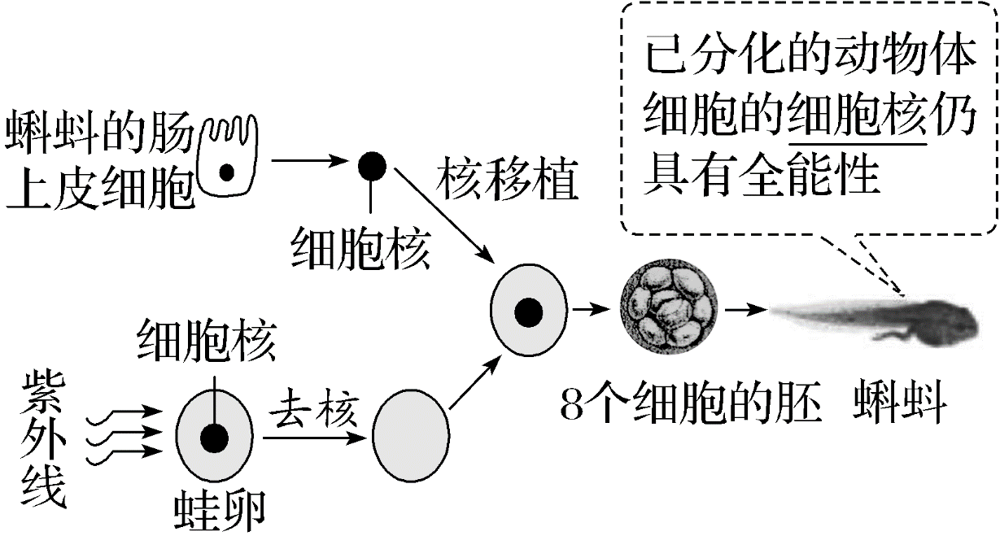 已分化的动物体
细胞的细胞核仍
具有全能性
蝌蚪的肠
上皮细胞
细胞核
核移植
细胞核
紫外线
去核
蛙卵
8个细胞的胚
蝌蚪